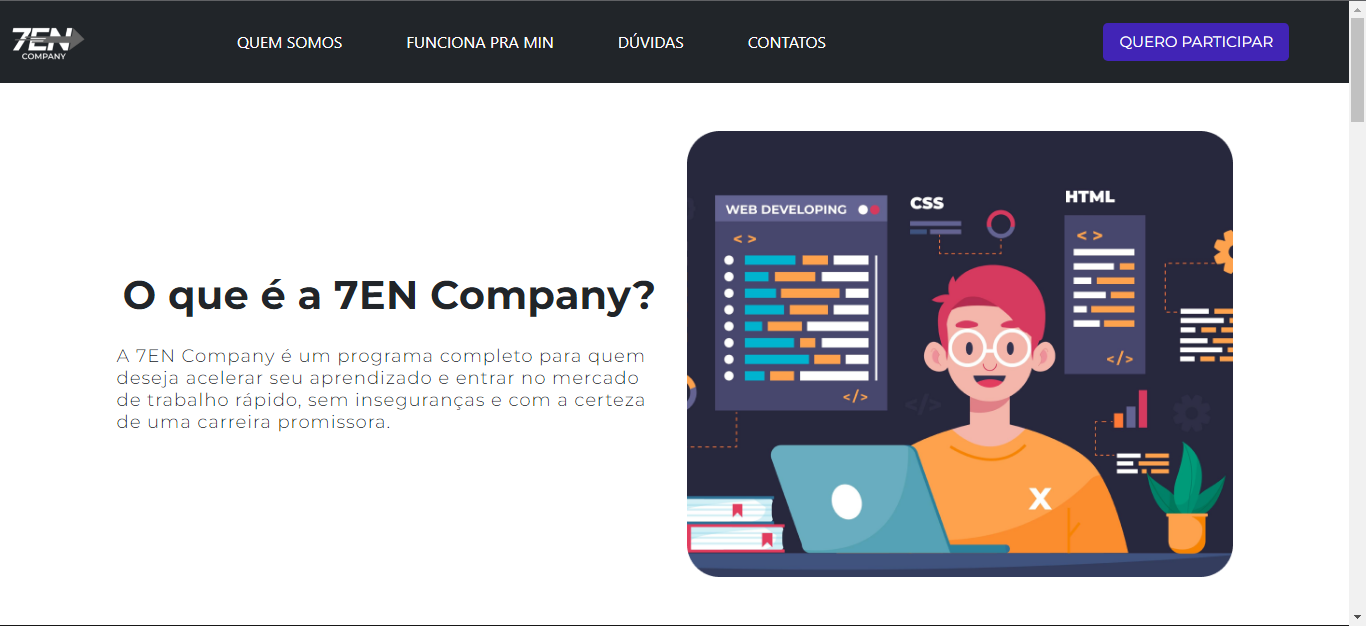 7EN
COMPANY
QUEM SOMOS
FUNCIONA PRA MIN
DÚVIDAS
CONTATOS
QUERO PARTICIPAR
O que é a 7EN Company?
A 7EN Company é um programa completo para quem
deseja acelerar seu aprendizado e entrar no mercado
de trabalho rápido, sem inseguranças e com a certeza
de uma carreira promissora.
WEB DEVELOPING
< >
</>
CSS
HTML
< >
</>
</>
X